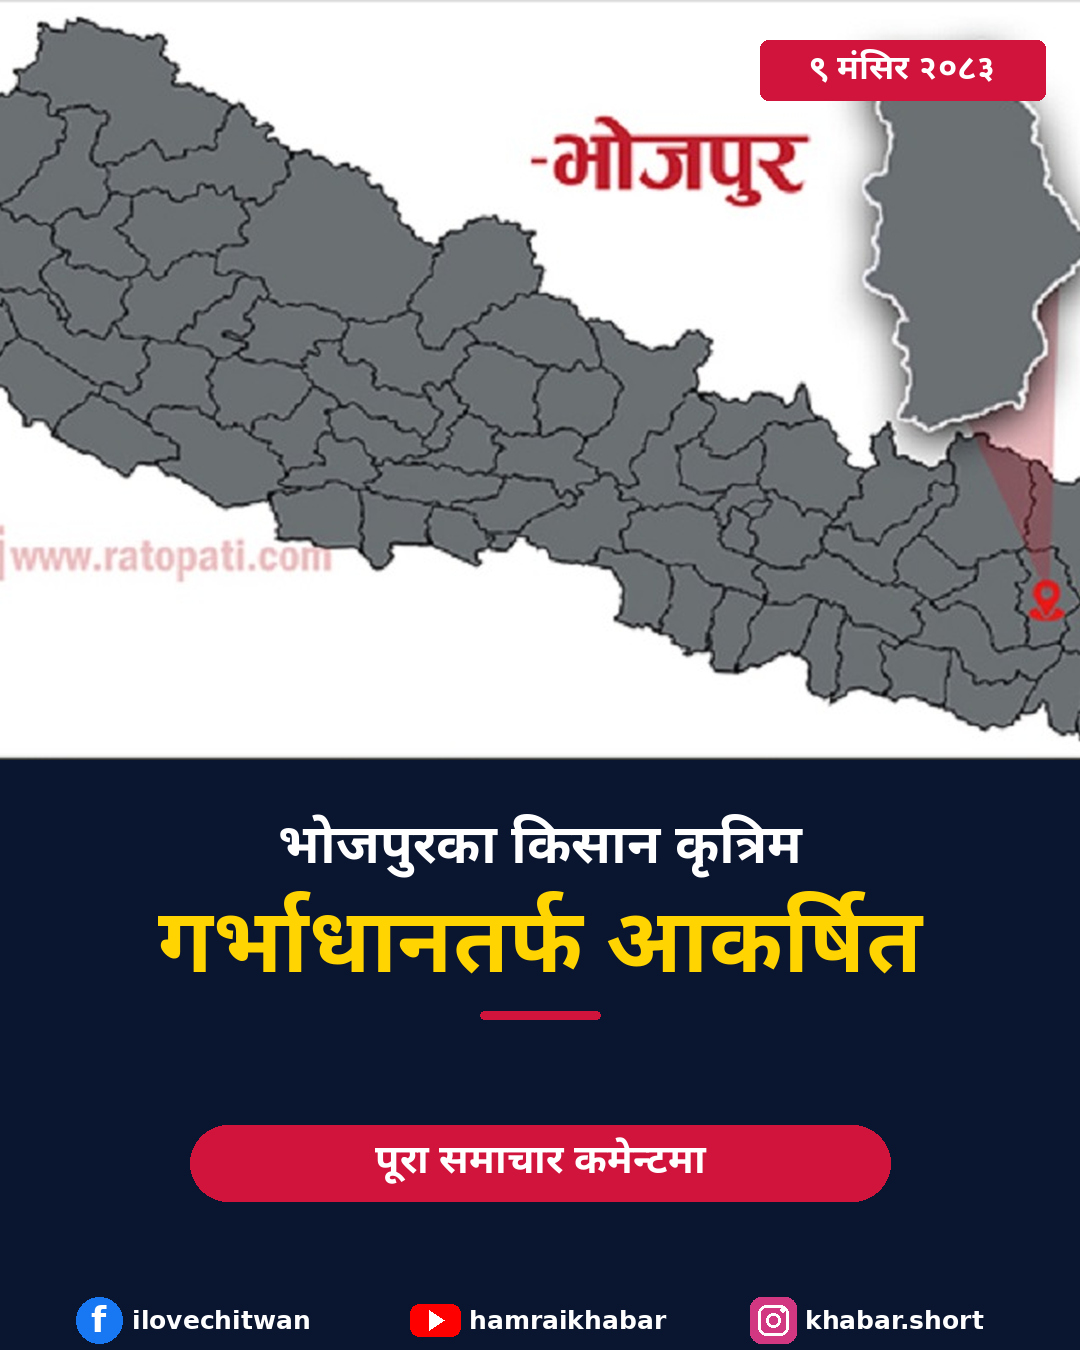 ९ मंसिर २०८३
-भोजपुर
www.ratopati.com
भोजपुरका किसान कृत्रिम
गर्भाधानतर्फ आकर्षित
पूरा समाचार कमेन्टमा
ilovechitwan
hamraikhabar
khabar.short